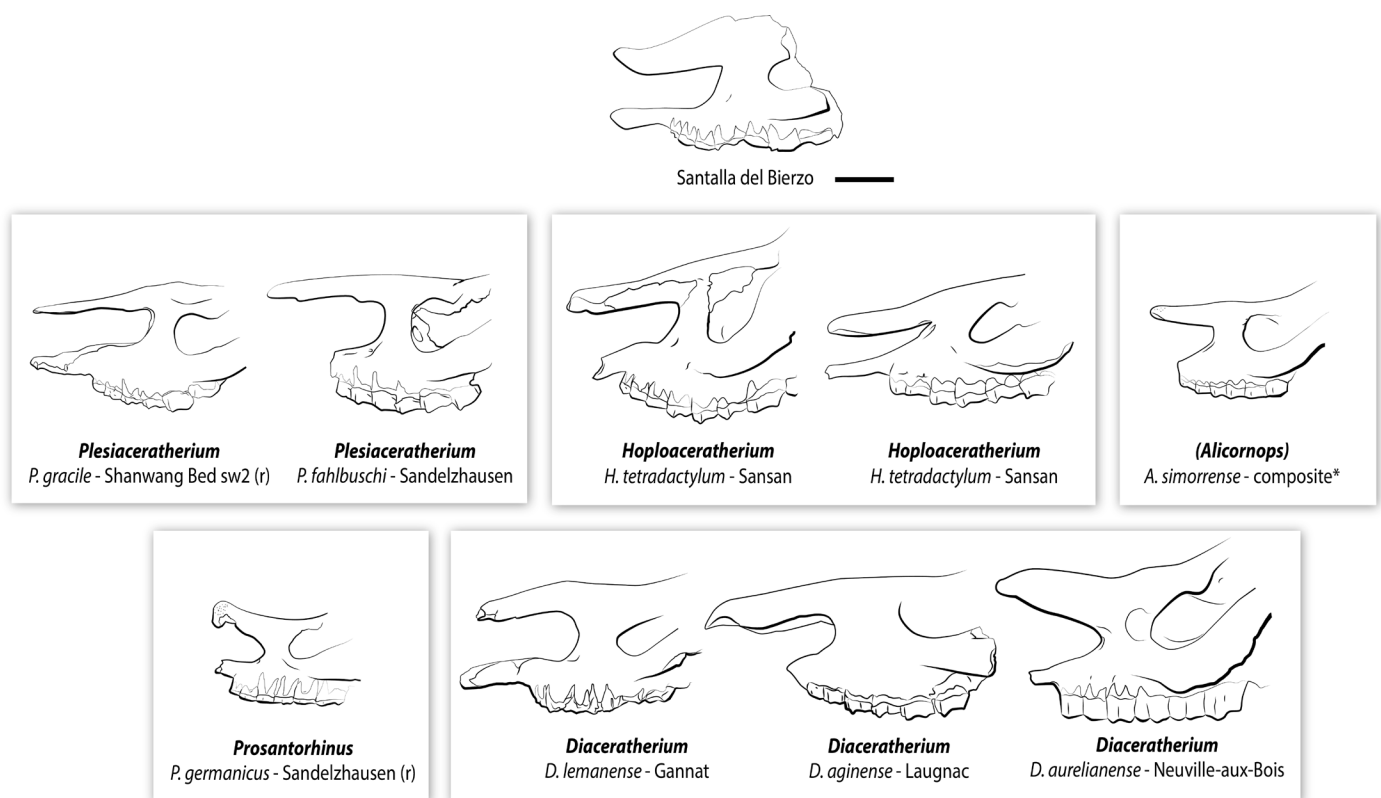 Santalla del Bierzo
Plesiaceratherium
P. gracile - Shanwang Bed sw2 (r)
Plesiaceratherium
P. fahlbuschi - Sandelzhausen
Hoploaceratherium
H. tetradactylum - Sansan
Hoploaceratherium
H. tetradactylum - Sansan
(Alicornops)
A. simorrense - composite*
Prosantorhinus
P. germanicus - Sandelzhausen (r)
Diaceratherium
D. lemanense - Gannat
Diaceratherium
D. aginense - Laugnac
Diaceratherium
D. aurelianense - Neuville-aux-Bois